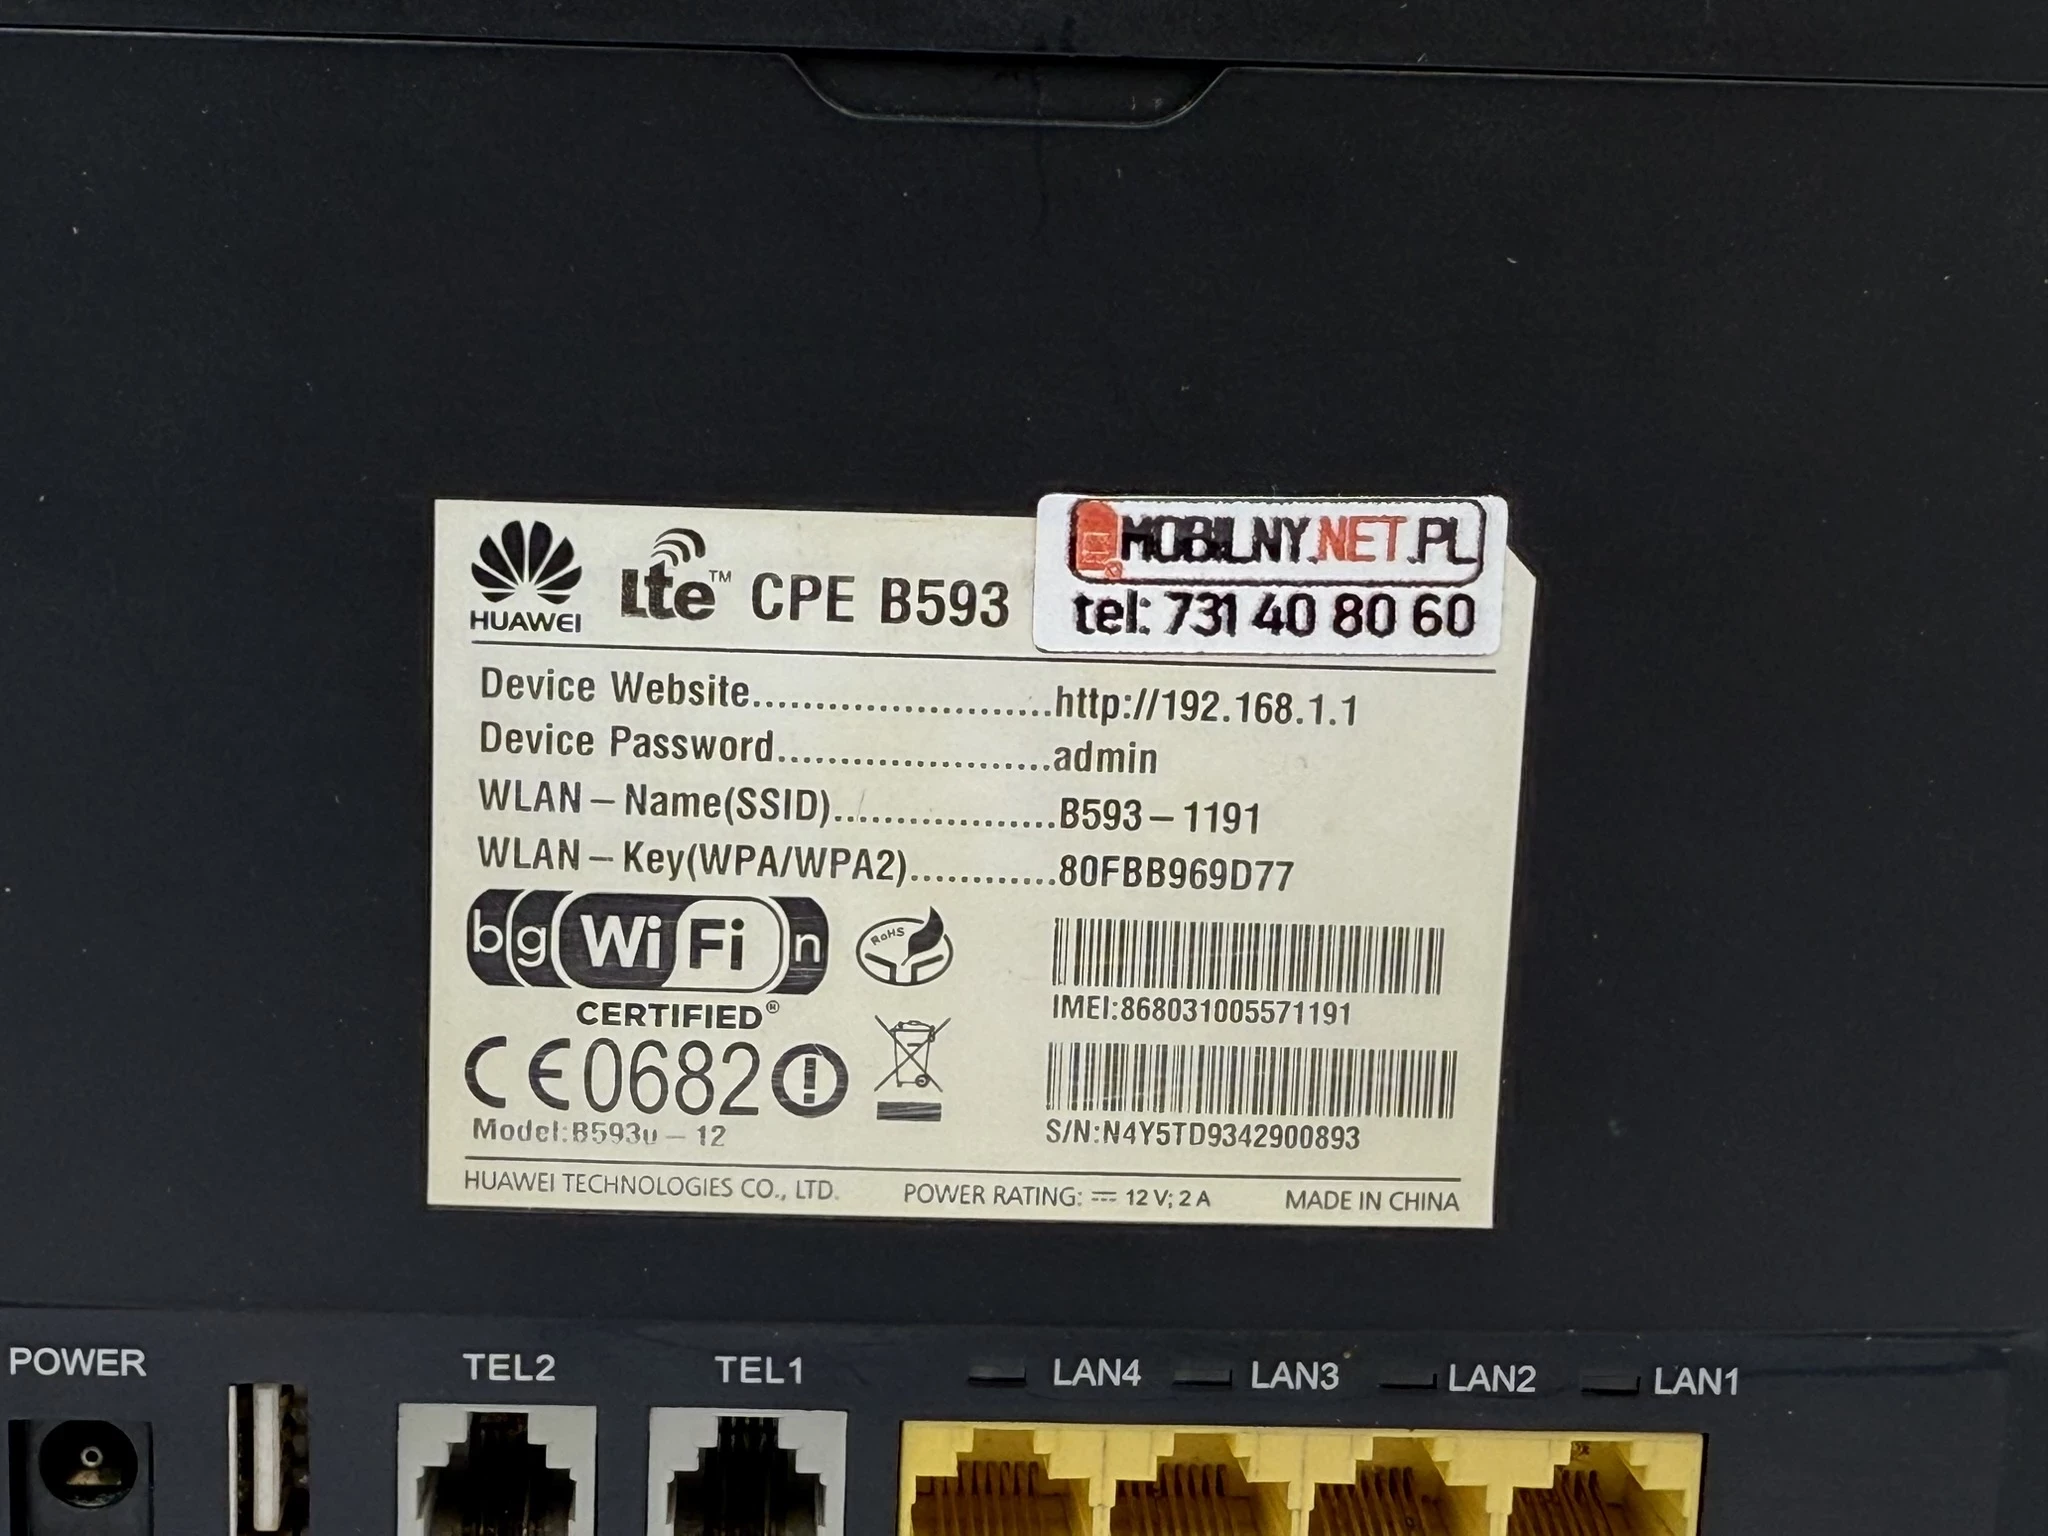 HUAWEI
Lte™ CPE B593
MOBILNY.NET.PL
tel: 731 40 80 60
Device Website........................http://192.168.1.1
Device Password......................admin
WLAN – Name(SSID)..................B593 – 1191
WLAN – Key(WPA/WPA2)............80FBB969D77
bg WiFi n
CERTIFIED®
RoHS
IMEI:868031005571191
CE0682
S/N:N4Y5TD9342900893
Model:B593u – 12
HUAWEI TECHNOLOGIES CO., LTD. POWER RATING: ⎓ 12 V; 2 A MADE IN CHINA
POWER TEL2 TEL1 LAN4 LAN3 LAN2 LAN1